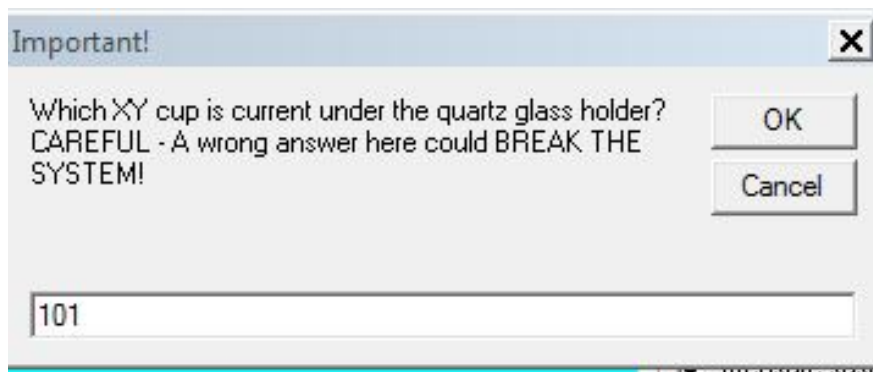 Important!
Which XY cup is current under the quartz glass holder?
CAREFUL - A wrong answer here could BREAK THE
SYSTEM!
OK
Cancel
101